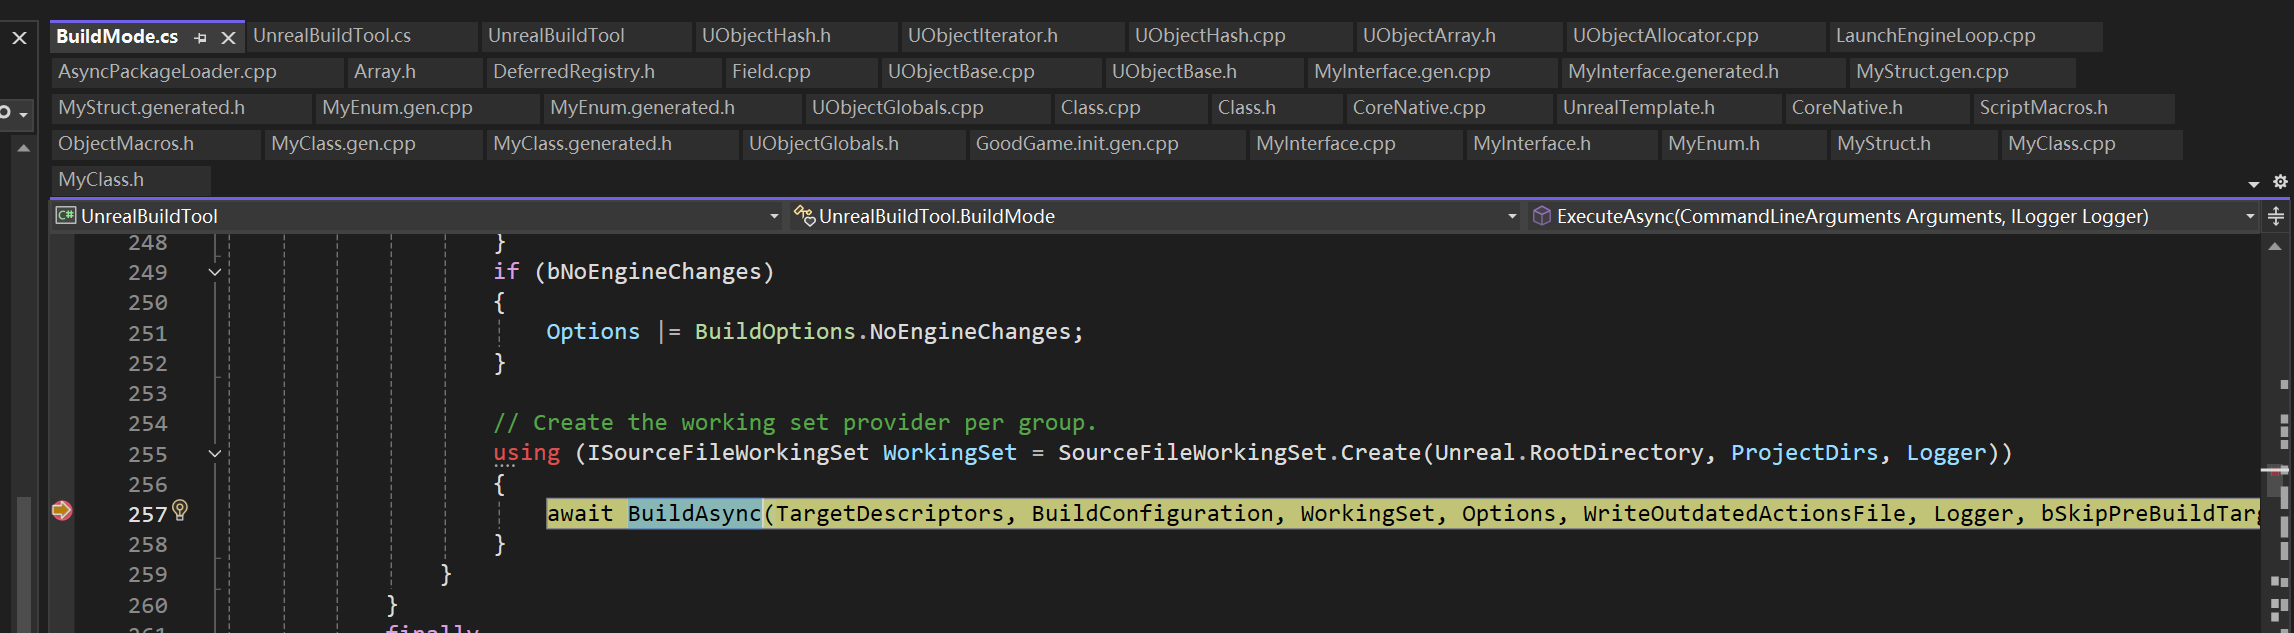 BuildMode.cs UnrealBuildTool.cs UnrealBuildTool UObjectHash.h UObjectIterator.h UObjectHash.cpp UObjectArray.h UObjectAllocator.cpp LaunchEngineLoop.cpp
AsyncPackageLoader.cpp Array.h DeferredRegistry.h Field.cpp UObjectBase.cpp UObjectBase.h MyInterface.gen.cpp MyInterface.generated.h MyStruct.gen.cpp
MyStruct.generated.h MyEnum.gen.cpp MyEnum.generated.h UObjectGlobals.cpp Class.cpp Class.h CoreNative.cpp UnrealTemplate.h CoreNative.h ScriptMacros.h
ObjectMacros.h MyClass.gen.cpp MyClass.generated.h UObjectGlobals.h GoodGame.init.gen.cpp MyInterface.cpp MyInterface.h MyEnum.h MyStruct.h MyClass.cpp
MyClass.h
C# UnrealBuildTool UnrealBuildTool.BuildMode ExecuteAsync(CommandLineArguments Arguments, ILogger Logger)
248 }
249 if (bNoEngineChanges)
250 {
251 Options |= BuildOptions.NoEngineChanges;
252 }
253
254 // Create the working set provider per group.
255 using (ISourceFileWorkingSet WorkingSet = SourceFileWorkingSet.Create(Unreal.RootDirectory, ProjectDirs, Logger))
256 {
257 await BuildAsync(TargetDescriptors, BuildConfiguration, WorkingSet, Options, WriteOutdatedActionsFile, Logger, bSkipPreBuildTar
258 }
259 }
260 }
261 finally